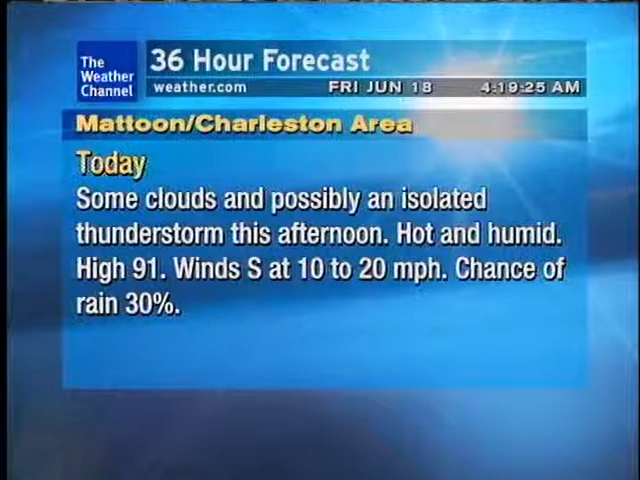 The
Weather
Channel
36 Hour Forecast
weather.com FRI JUN 18 4:19:25 AM
Mattoon/Charleston Area
Today
Some clouds and possibly an isolated
thunderstorm this afternoon. Hot and humid.
High 91. Winds S at 10 to 20 mph. Chance of
rain 30%.